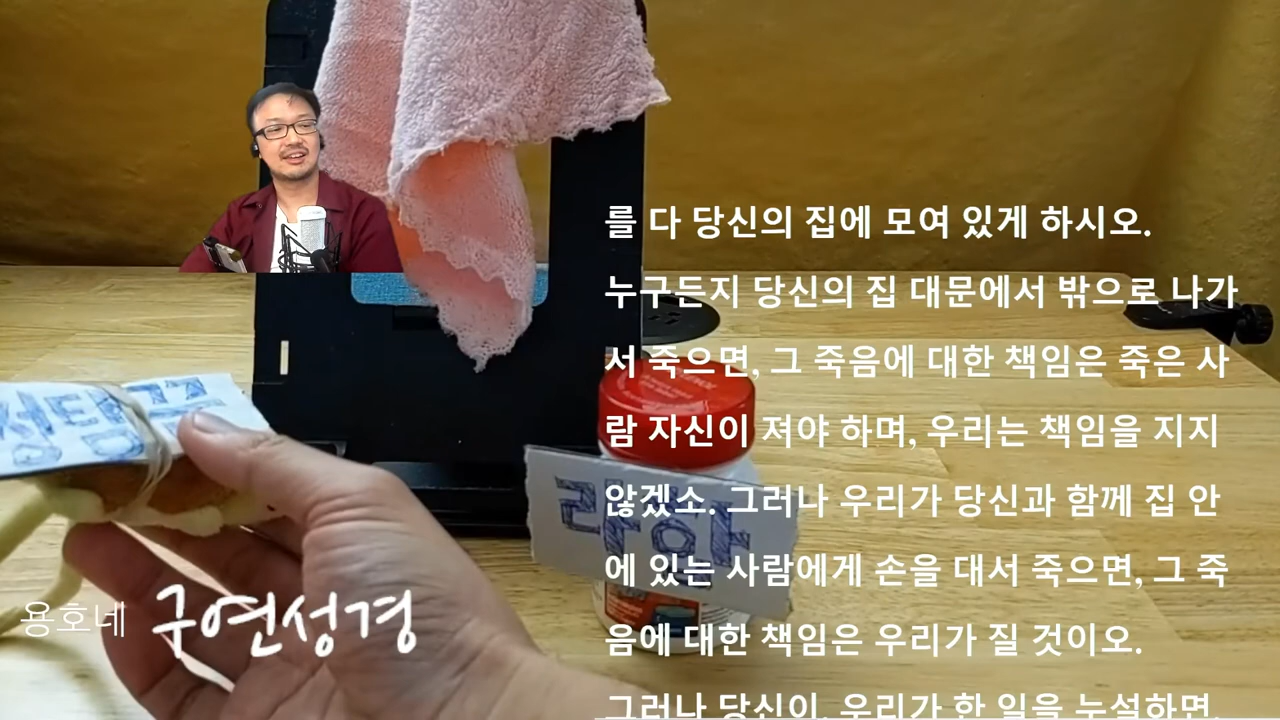 를 다 당신의 집에 모여 있게 하시오.
누구든지 당신의 집 대문에서 밖으로 나가
서 죽으면, 그 죽음에 대한 책임은 죽은 사
람 자신이 져야 하며, 우리는 책임을 지지
않겠소. 그러나 우리가 당신과 함께 집 안
에 있는 사람에게 손을 대서 죽으면, 그 죽
음에 대한 책임은 우리가 질 것이오.
그러나 당신이, 우리가 한 일을 누설하면
라합
용호네 구연성경